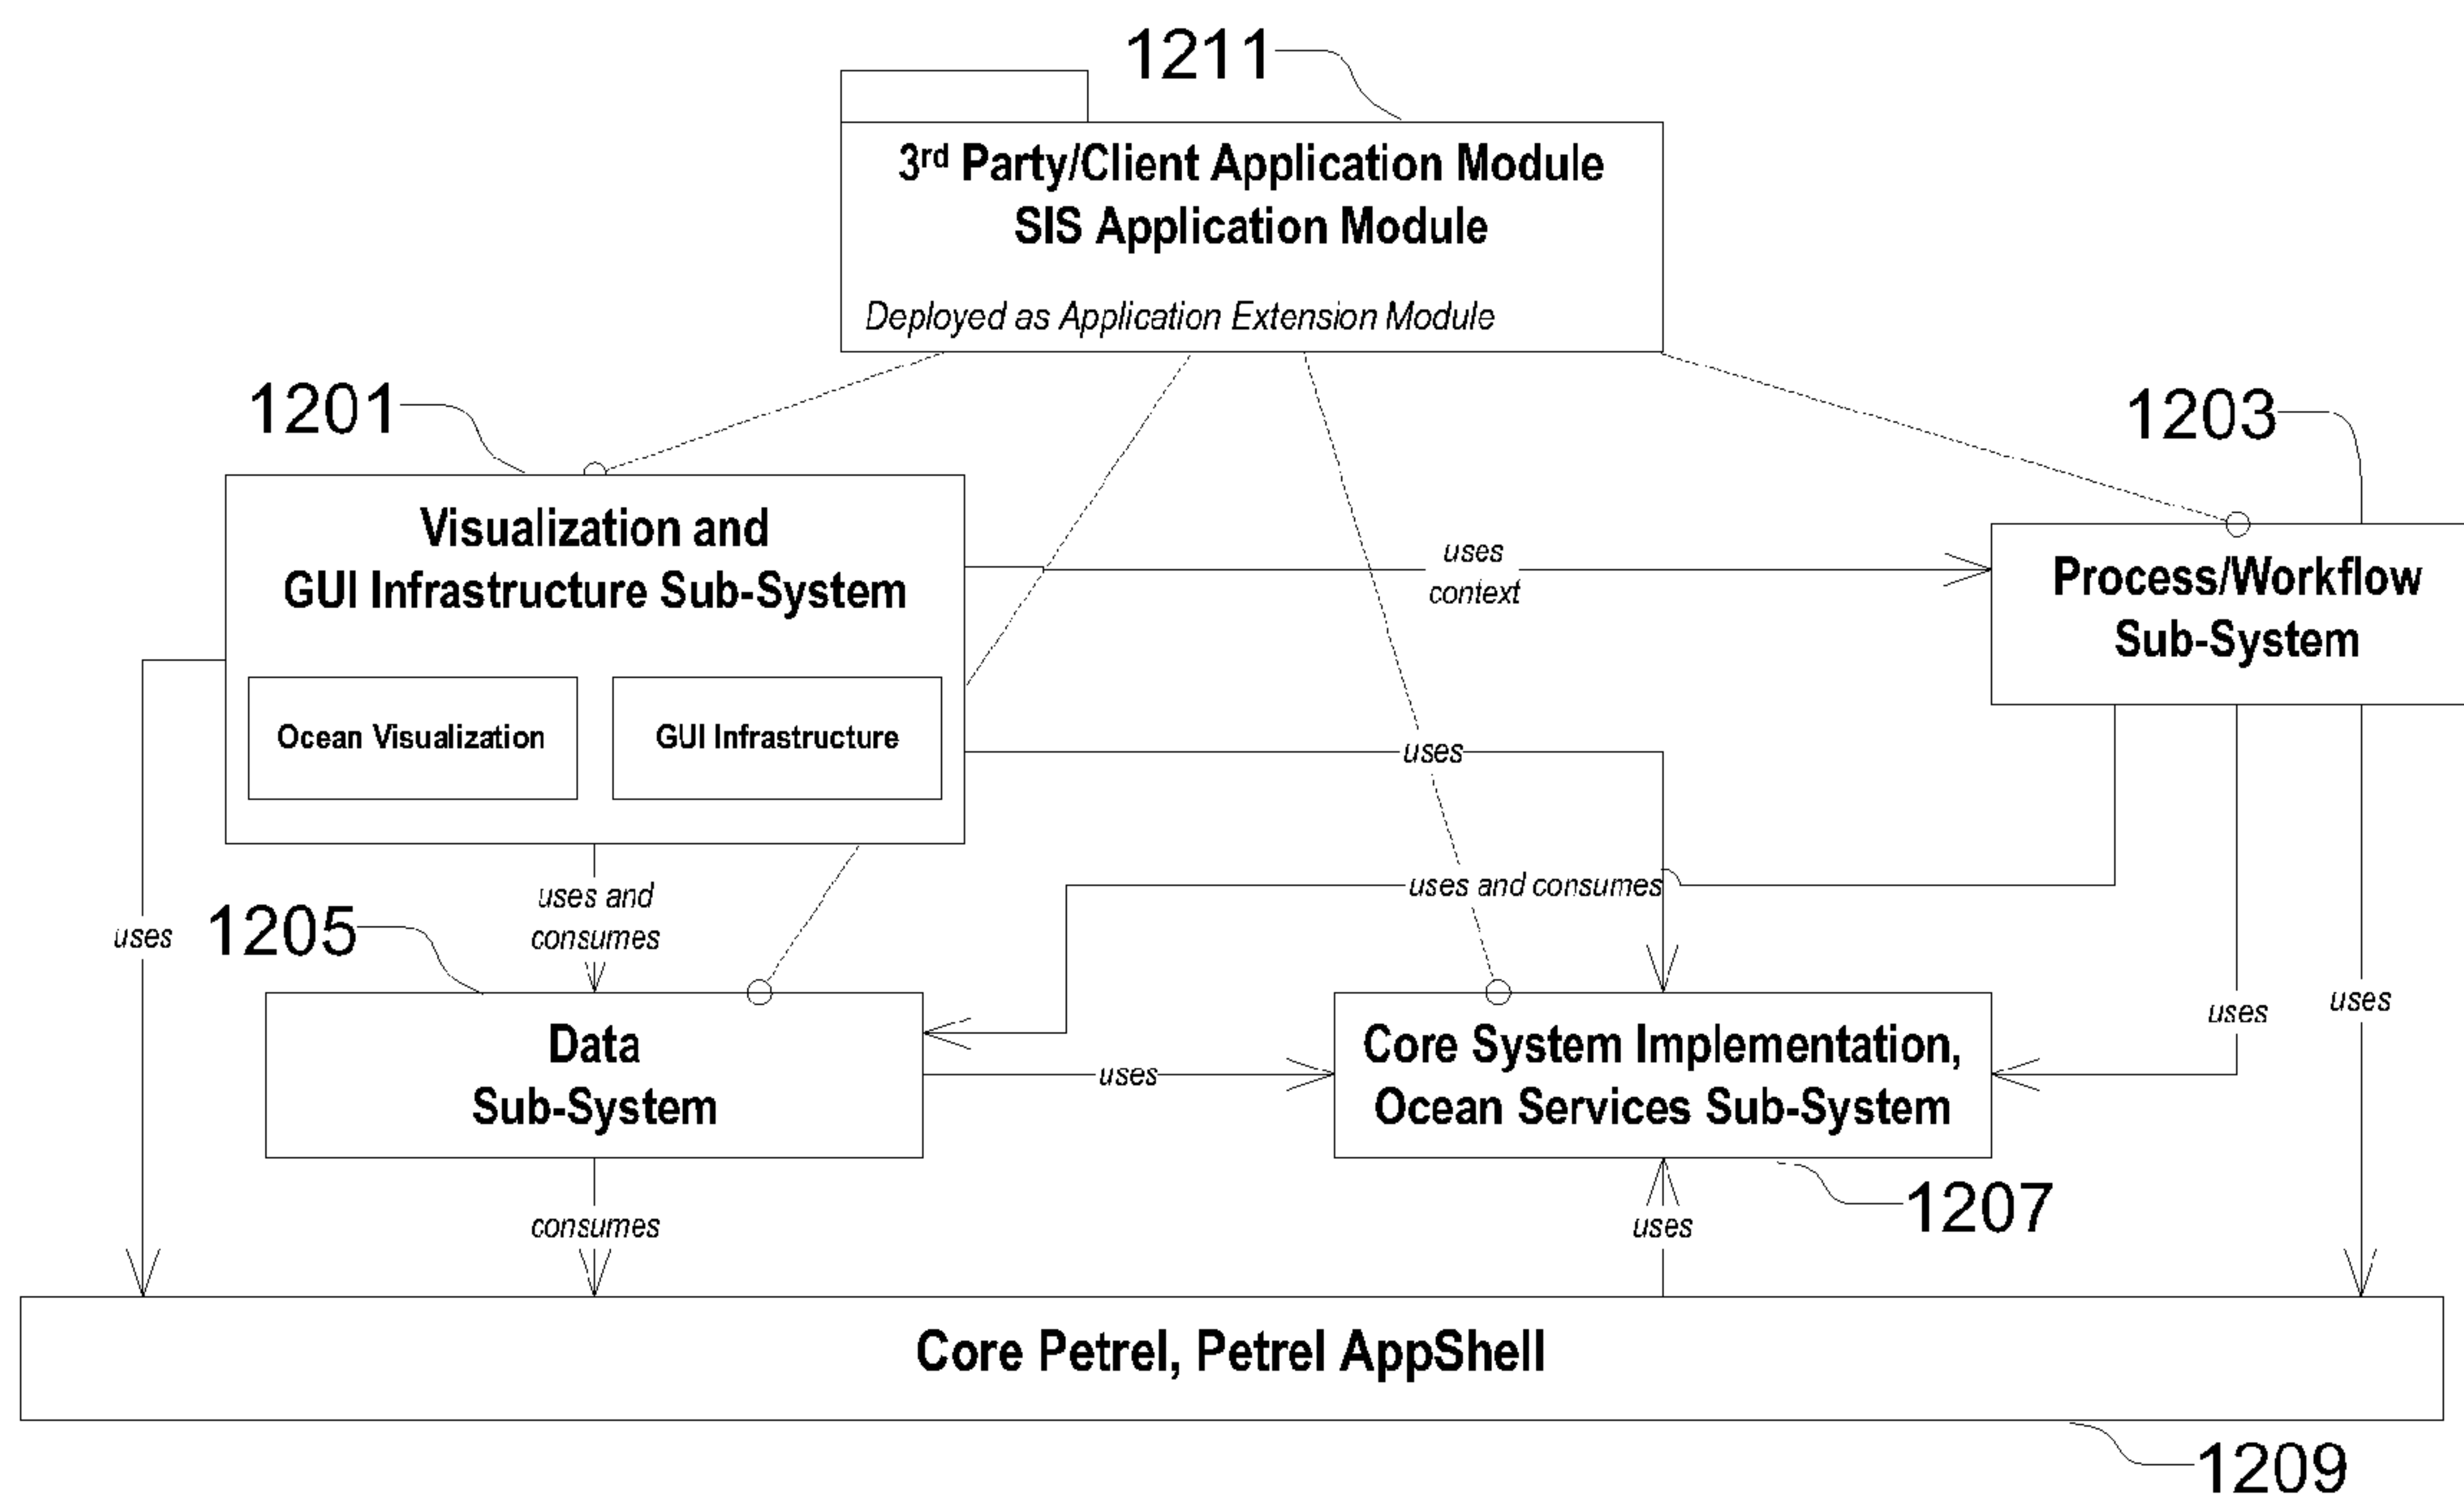 1211
3rd Party/Client Application Module
SIS Application Module
Deployed as Application Extension Module
1201
1203
Visualization and
GUI Infrastructure Sub-System
uses
context
Process/Workflow
Sub-System
Ocean Visualization
GUI Infrastructure
uses
uses and
consumes
uses and consumes
1205
uses
uses
uses
Data
Sub-System
uses
Core System Implementation,
Ocean Services Sub-System
1207
consumes
uses
Core Petrel, Petrel AppShell
1209